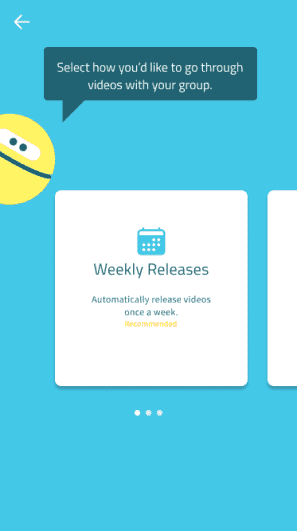 Select how you'd like to go through
videos with your group.
Weekly Releases
Automatically release videos
once a week.
Recommended